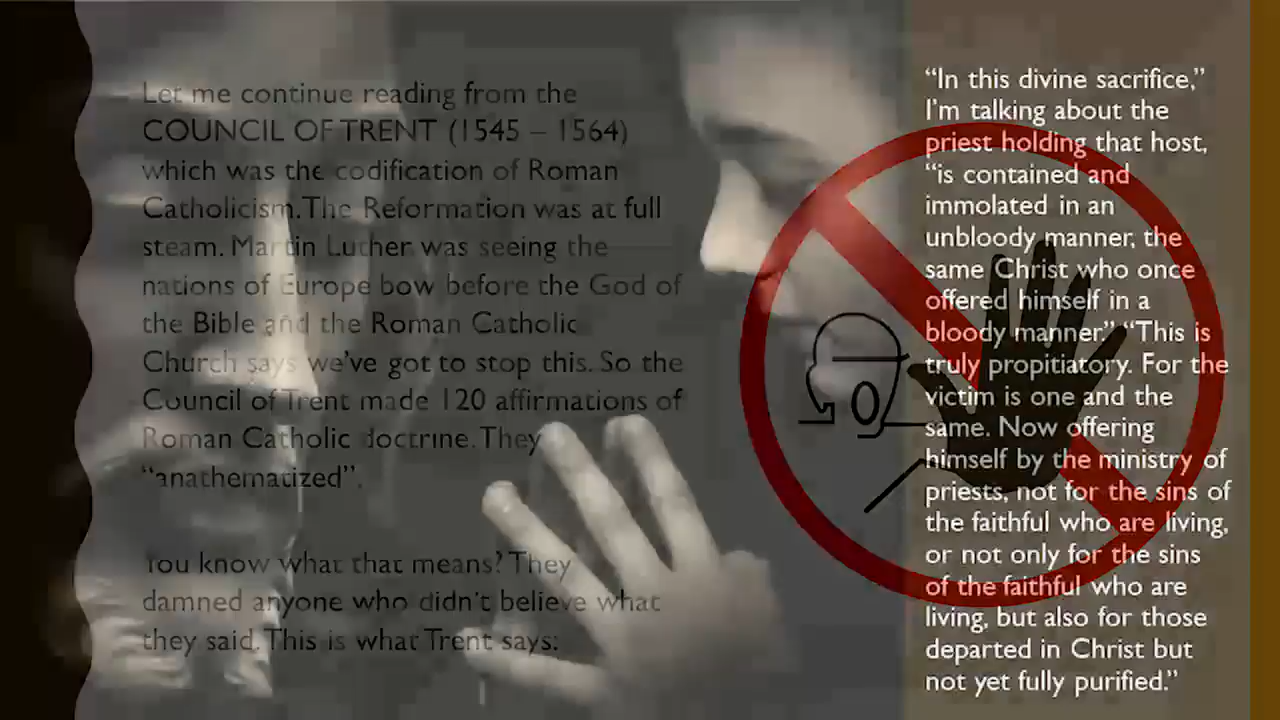 Let me continue reading from the
COUNCIL OF TRENT (1545 – 1564)
which was the codification of Roman
Catholicism. The Reformation was at full
steam. Martin Luther was seeing the
nations of Europe bow before the God of
the Bible and the Roman Catholic
Church says we've got to stop this. So the
Council of Trent made 120 affirmations of
Roman Catholic doctrine. They
“anathematized”.
You know what that means? They
damned anyone who didn't believe what
they said. This is what Trent says:
“In this divine sacrifice,”
I'm talking about the
priest holding that host,
“is contained and
immolated in an
unbloody manner, the
same Christ who once
offered himself in a
bloody manner.” “This is
truly propitiatory. For the
victim is one and the
same. Now offering
himself by the ministry of
priests, not for the sins of
the faithful who are living,
or not only for the sins
of the faithful who are
living, but also for those
departed in Christ but
not yet fully purified.”